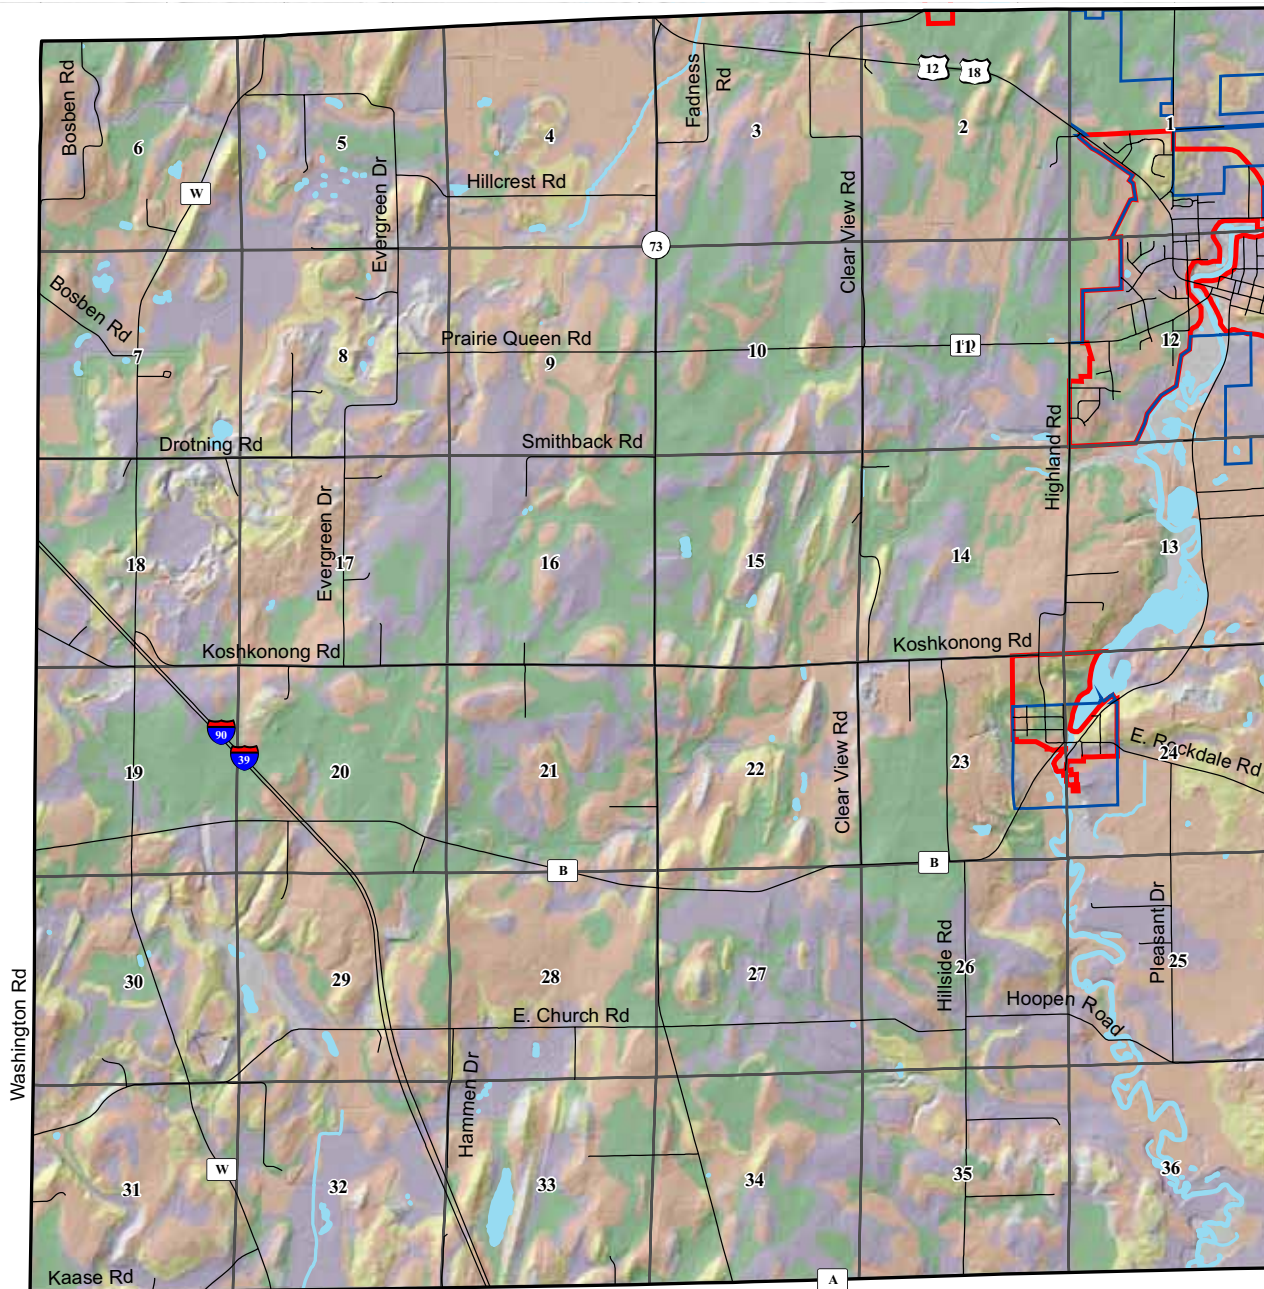 12
18
Bosben Rd
Fadness
Rd
6
5
4
3
2
1
W
Evergreen Dr
Hillcrest Rd
Clear View Rd
73
Bosben Rd
7
8
Prairie Queen Rd
9
10
11
12
Drotning Rd
Smithback Rd
Highland Rd
18
Evergreen Dr
17
16
15
14
13
Koshkonong Rd
Koshkonong Rd
90
39
19
20
21
22
Clear View Rd
23
E. Rockdale Rd
24
B
B
Washington Rd
30
29
28
27
Hillside Rd
26
Pleasant Dr
25
E. Church Rd
Hoopen Road
Hammen Dr
W
31
32
33
34
35
36
Kaase Rd
A